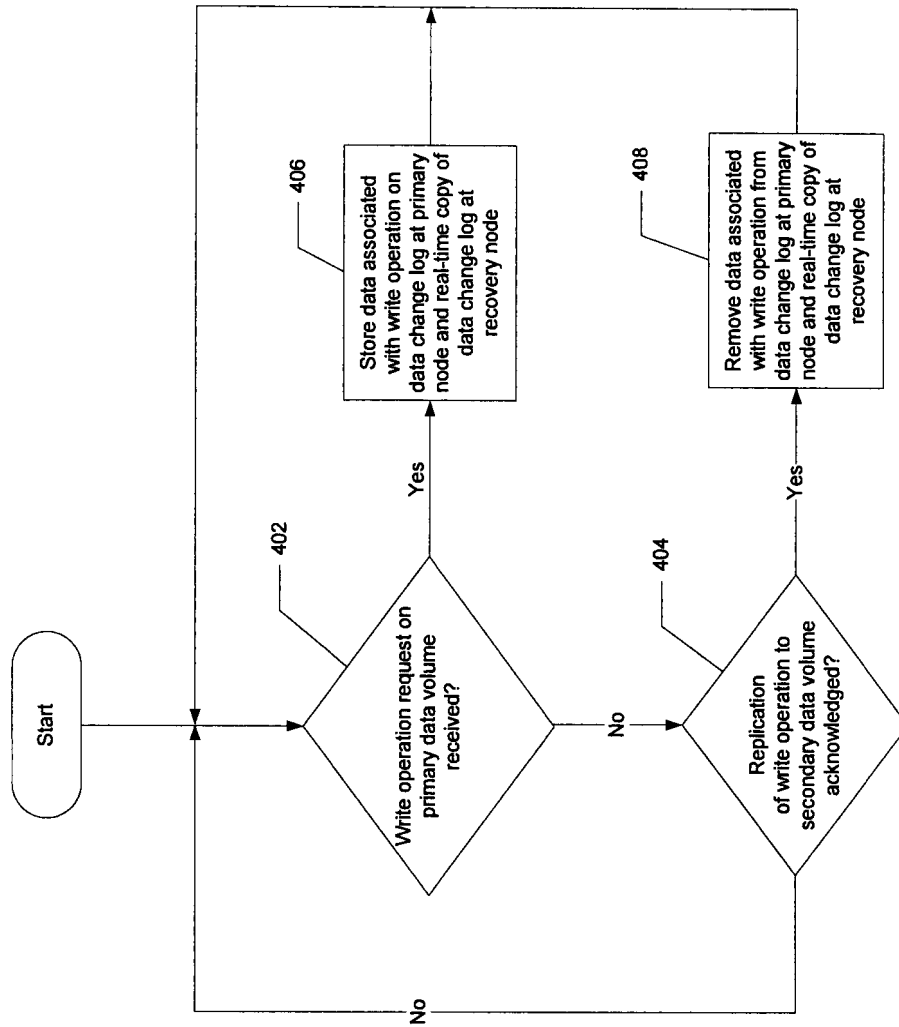 Start
402
Write operation request on
primary data volume
received?
Yes
406
Store data associated
with write operation on
data change log at primary
node and real-time copy of
data change log at
recovery node
No
404
Replication
of write operation to
secondary data volume
acknowledged?
Yes
408
Remove data associated
with write operation from
data change log at primary
node and real-time copy of
data change log at
recovery node
No